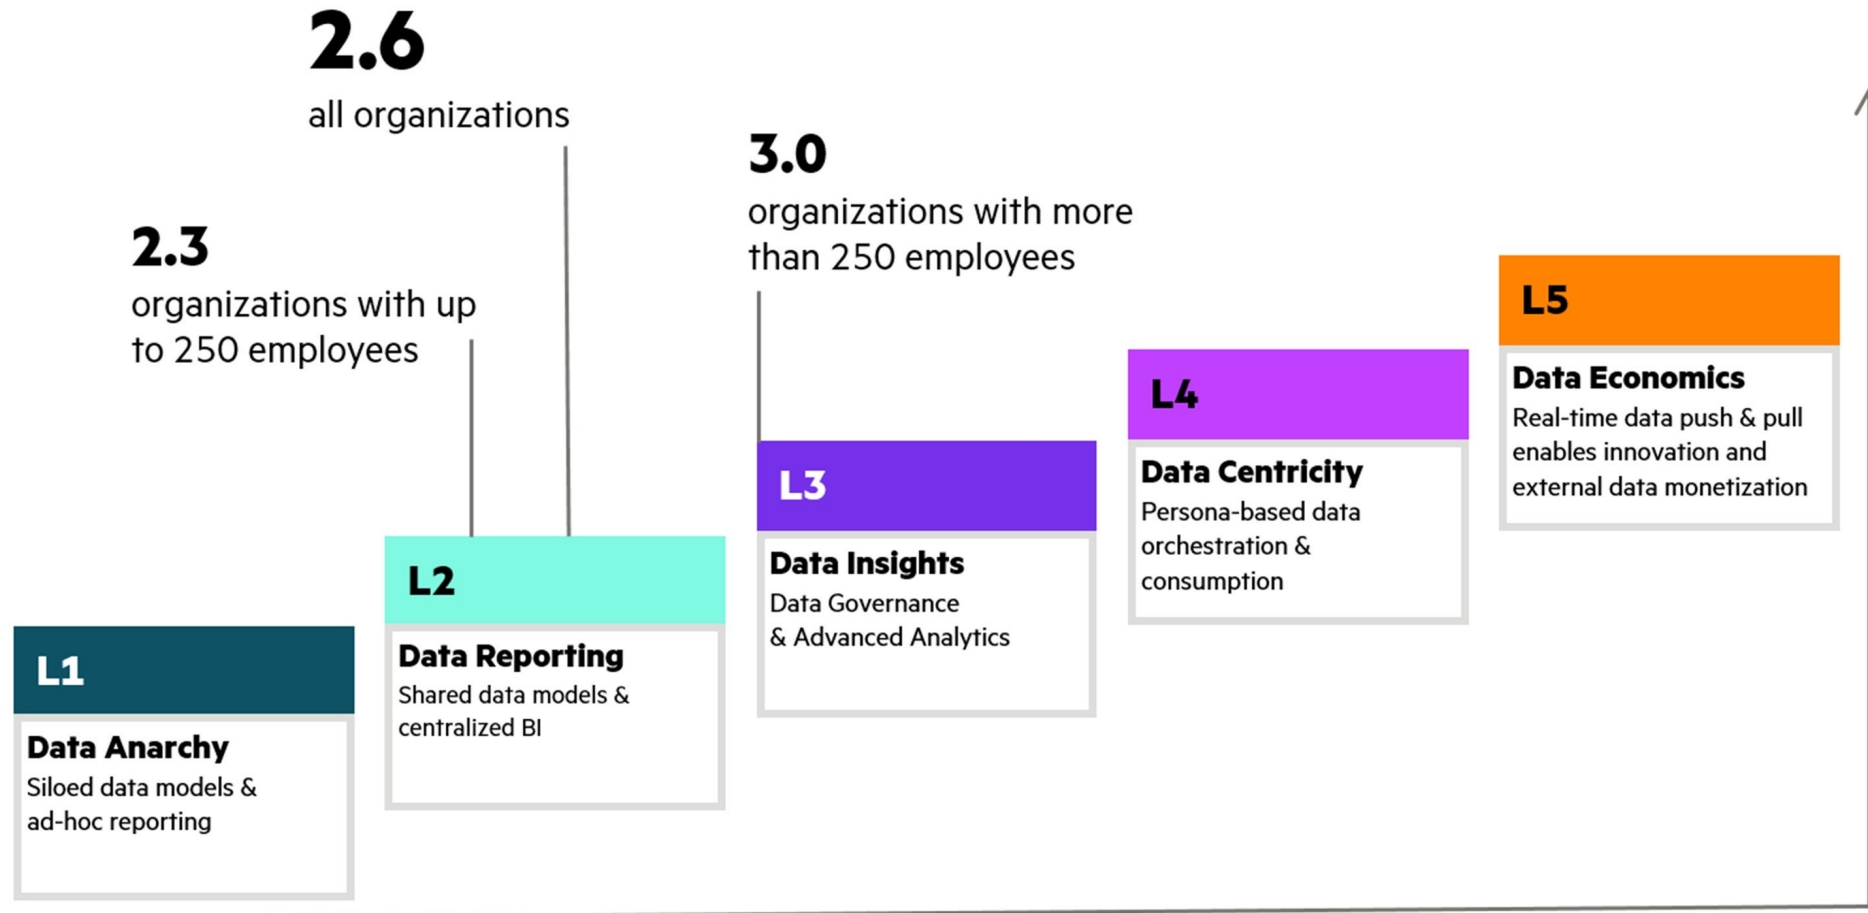 2.6
all organizations
2.3
organizations with up
to 250 employees
3.0
organizations with more
than 250 employees
L1
Data Anarchy
Siloed data models &
ad-hoc reporting
L2
Data Reporting
Shared data models &
centralized BI
L3
Data Insights
Data Governance
& Advanced Analytics
L4
Data Centricity
Persona-based data
orchestration &
consumption
L5
Data Economics
Real-time data push & pull
enables innovation and
external data monetization